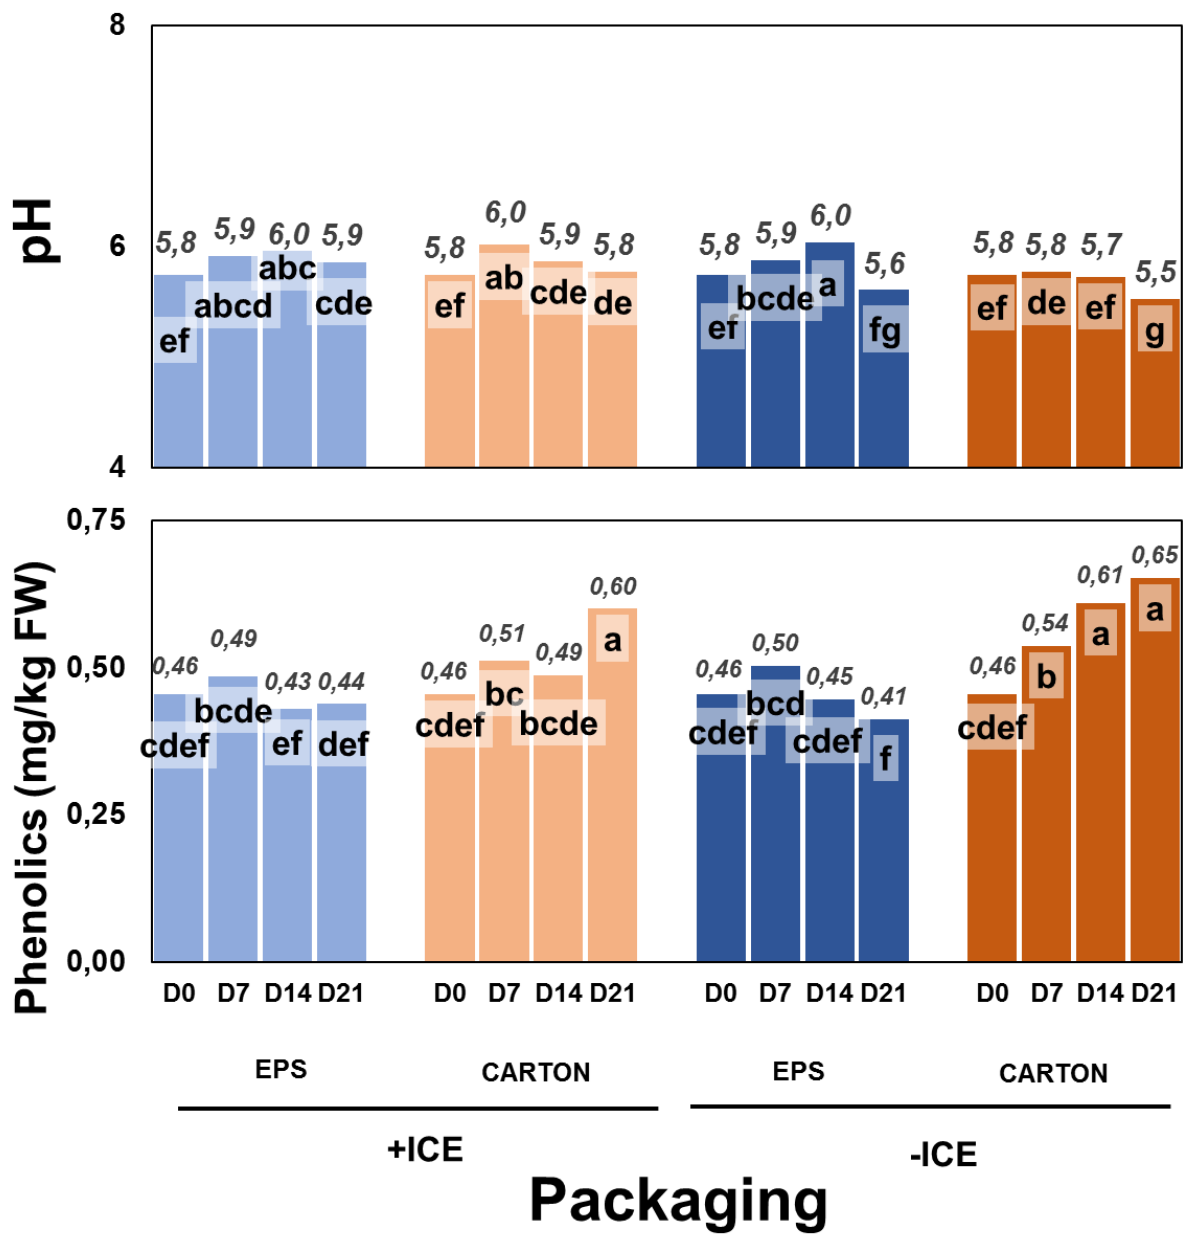 8
6
4
pH
5,8 5,9 6,0 5,9 5,8 6,0 5,9 5,8 5,8 5,9 6,0 5,6 5,8 5,8 5,7 5,5
ef abcd abc cde ef ab cde de ef bcde a fg ef de ef g
0,75
0,50
0,25
0,00
Phenolics (mg/kg FW)
0,46 0,49 0,43 0,44 0,46 0,51 0,49 0,60 0,46 0,50 0,45 0,41 0,46 0,54 0,61 0,65
cdef bcde ef def cdef bc bcde a cdef bcd cdef f cdef b a a
D0 D7 D14 D21 D0 D7 D14 D21 D0 D7 D14 D21 D0 D7 D14 D21
EPS CARTON EPS CARTON
+ICE -ICE
Packaging